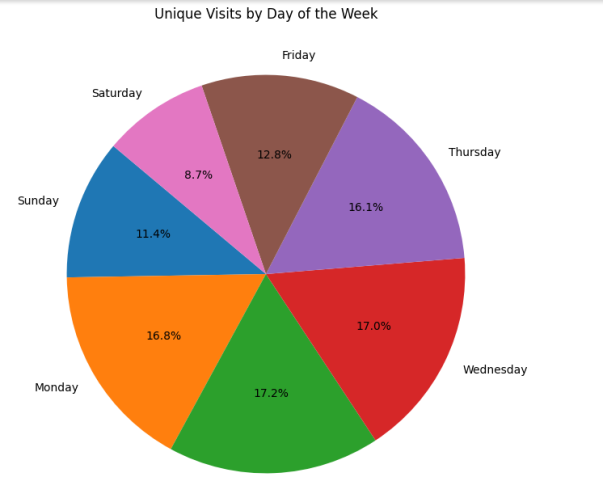 Unique Visits by Day of the Week
Friday
Saturday
Thursday
12.8%
8.7%
Sunday
16.1%
11.4%
17.0%
16.8%
Wednesday
Monday
17.2%